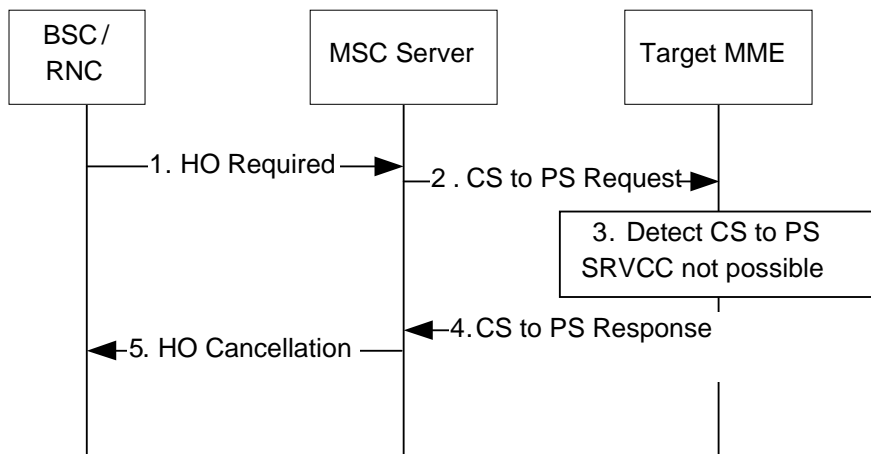 BSC/
RNC
MSC Server
Target MME
1. HO Required
2 . CS to PS Request
3. Detect CS to PS
SRVCC not possible
4.CS to PS Response
5. HO Cancellation